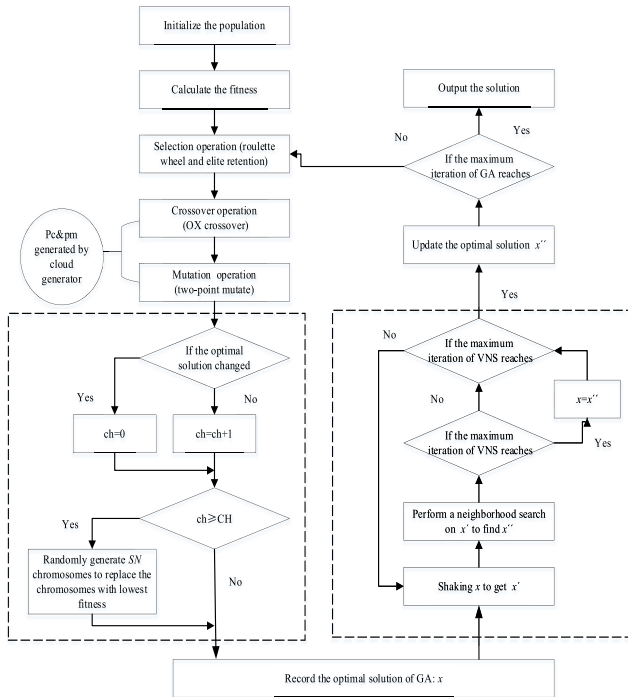 Initialize the population
Calculate the fitness
Selection operation (roulette
wheel and elite retention)
Crossover operation
(OX crossover)
Pc&pm
generated by
cloud
generator
Mutation operation
(two-point mutate)
If the optimal
solution changed
Yes
No
ch=0
ch=ch+1
ch≥CH
Yes
Randomly generate SN
chromosomes to replace the
chromosomes with lowest
fitness
No
Record the optimal solution of GA: x
Shaking x to get x′
Perform a neighborhood search
on x′ to find x′′
If the maximum
iteration of VNS reaches
No
Yes
x=x′′
If the maximum
iteration of VNS reaches
No
Yes
Update the optimal solution x′′
If the maximum
iteration of GA reaches
No
Yes
Output the solution